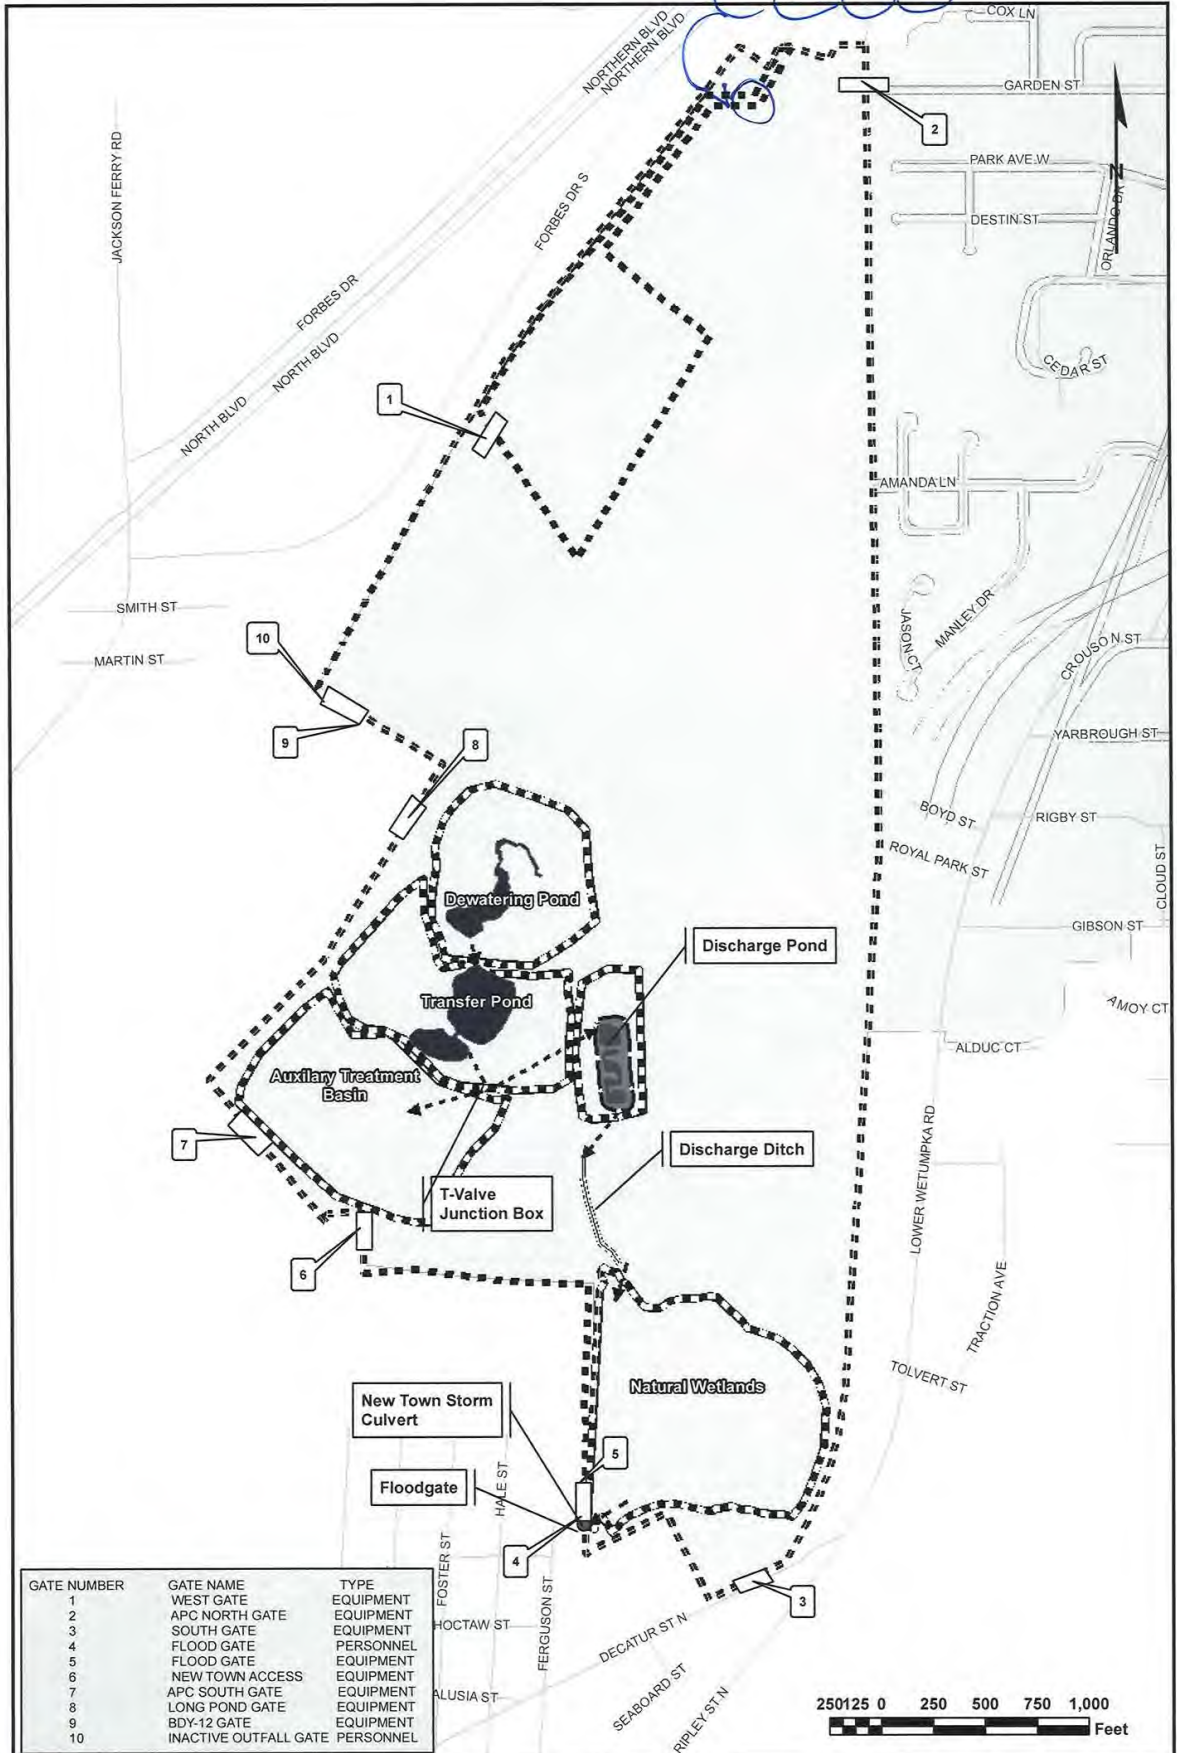 COX LN
NORTHERN BLVD
NORTHERN BLVD
GARDEN ST
2
JACKSON FERRY RD
PARK AVE W
N
FORBES DR S
DESTIN ST
ORLANDO DR
FORBES DR
NORTH BLVD
CEDAR ST
1
NORTH BLVD
AMANDA LN
SMITH ST
JASON CT
MANLEY DR
10
CROUSON ST
MARTIN ST
9
8
YARBROUGH ST
BOYD ST
RIGBY ST
ROYAL PARK ST
CLOUD ST
Dewatering Pond
GIBSON ST
Discharge Pond
Transfer Pond
AMOY CT
ALDUC CT
Auxilary Treatment
Basin
7
Discharge Ditch
LOWER WETUMPKA RD
T-Valve
Junction Box
6
TRACTION AVE
TOLVERT ST
Natural Wetlands
New Town Storm
Culvert
5
Floodgate
HALE ST
4
FOSTER ST
3
FERGUSON ST
HOCTAW ST
DECATUR ST N
ALUSIA ST
SEABOARD ST
RIPLEY ST N
GATE NUMBER GATE NAME TYPE
1 WEST GATE EQUIPMENT
2 APC NORTH GATE EQUIPMENT
3 SOUTH GATE EQUIPMENT
4 FLOOD GATE PERSONNEL
5 FLOOD GATE EQUIPMENT
6 NEW TOWN ACCESS EQUIPMENT
7 APC SOUTH GATE EQUIPMENT
8 LONG POND GATE EQUIPMENT
9 BDY-12 GATE EQUIPMENT
10 INACTIVE OUTFALL GATE PERSONNEL
250125 0 250 500 750 1,000
Feet